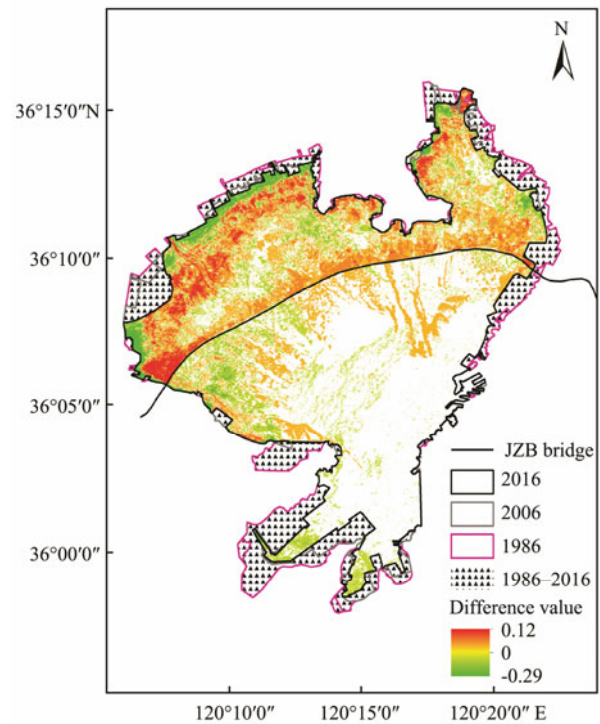 N
36°15′0″N
36°10′0″
36°05′0″
36°00′0″
120°10′0″
120°15′0″
120°20′0″ E
JZB bridge
2016
2006
1986
1986–2016
Difference value
0.12
0
-0.29